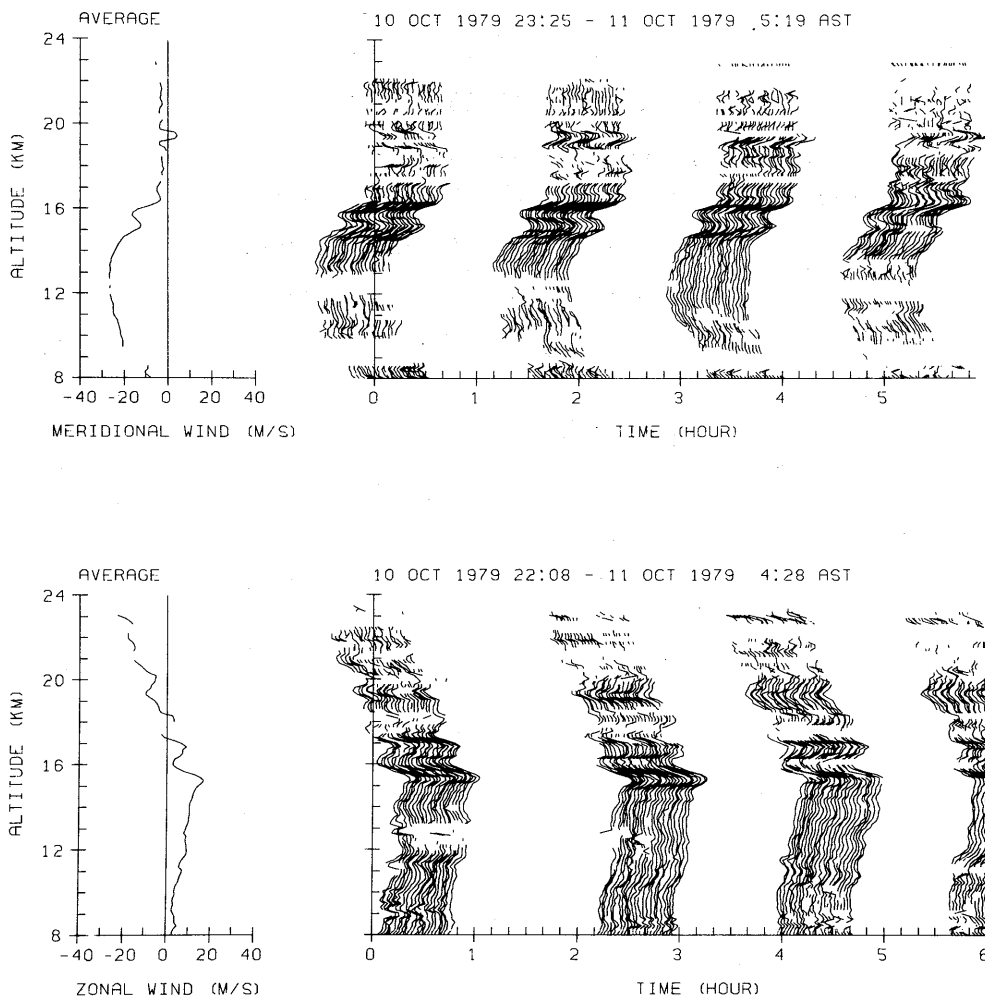 AVERAGE
10 OCT 1979 23:25 - 11 OCT 1979 5:19 AST
24
20
16
12
8
ALTITUDE (KM)
-40 -20 0 20 40
0 1 2 3 4 5
MERIDIONAL WIND (M/S)
TIME (HOUR)
AVERAGE
10 OCT 1979 22:08 - 11 OCT 1979 4:28 AST
24
20
16
12
8
ALTITUDE (KM)
-40 -20 0 20 40
0 1 2 3 4 5 6
ZONAL WIND (M/S)
TIME (HOUR)